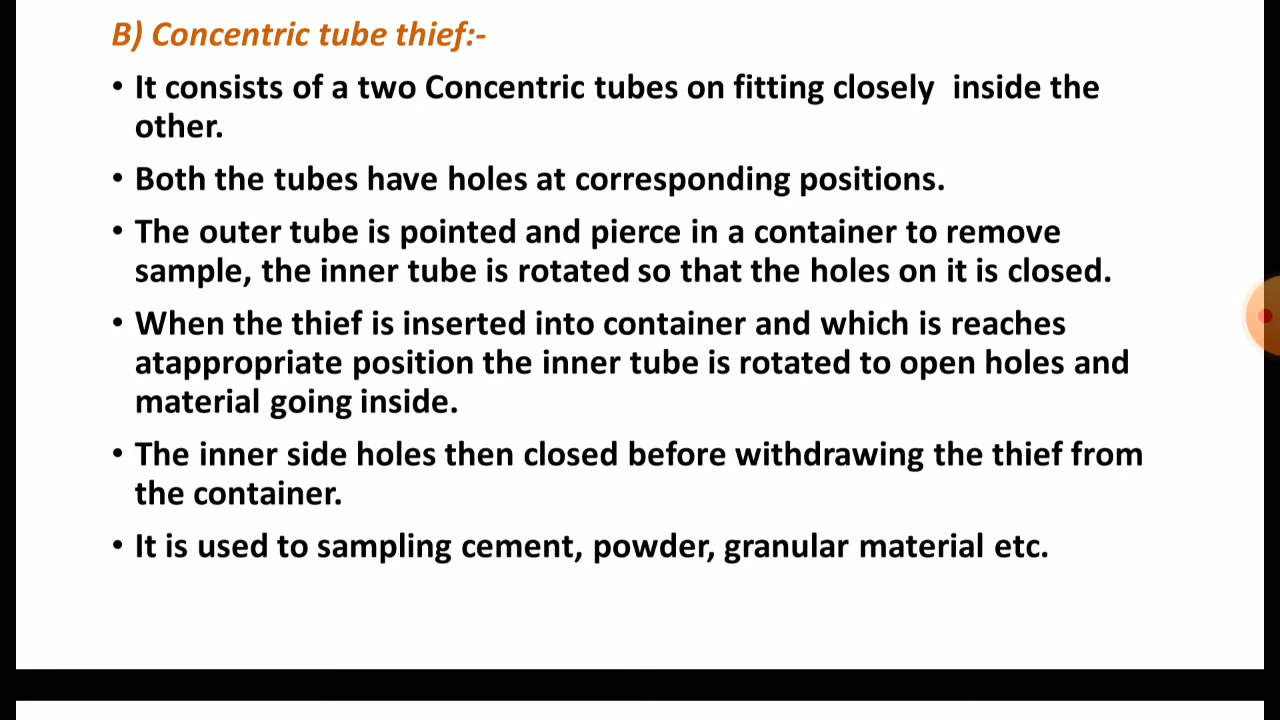 B) Concentric tube thief:-
• It consists of a two Concentric tubes on fitting closely inside the
other.
• Both the tubes have holes at corresponding positions.
• The outer tube is pointed and pierce in a container to remove
sample, the inner tube is rotated so that the holes on it is closed.
• When the thief is inserted into container and which is reaches
atappropriate position the inner tube is rotated to open holes and
material going inside.
• The inner side holes then closed before withdrawing the thief from
the container.
• It is used to sampling cement, powder, granular material etc.